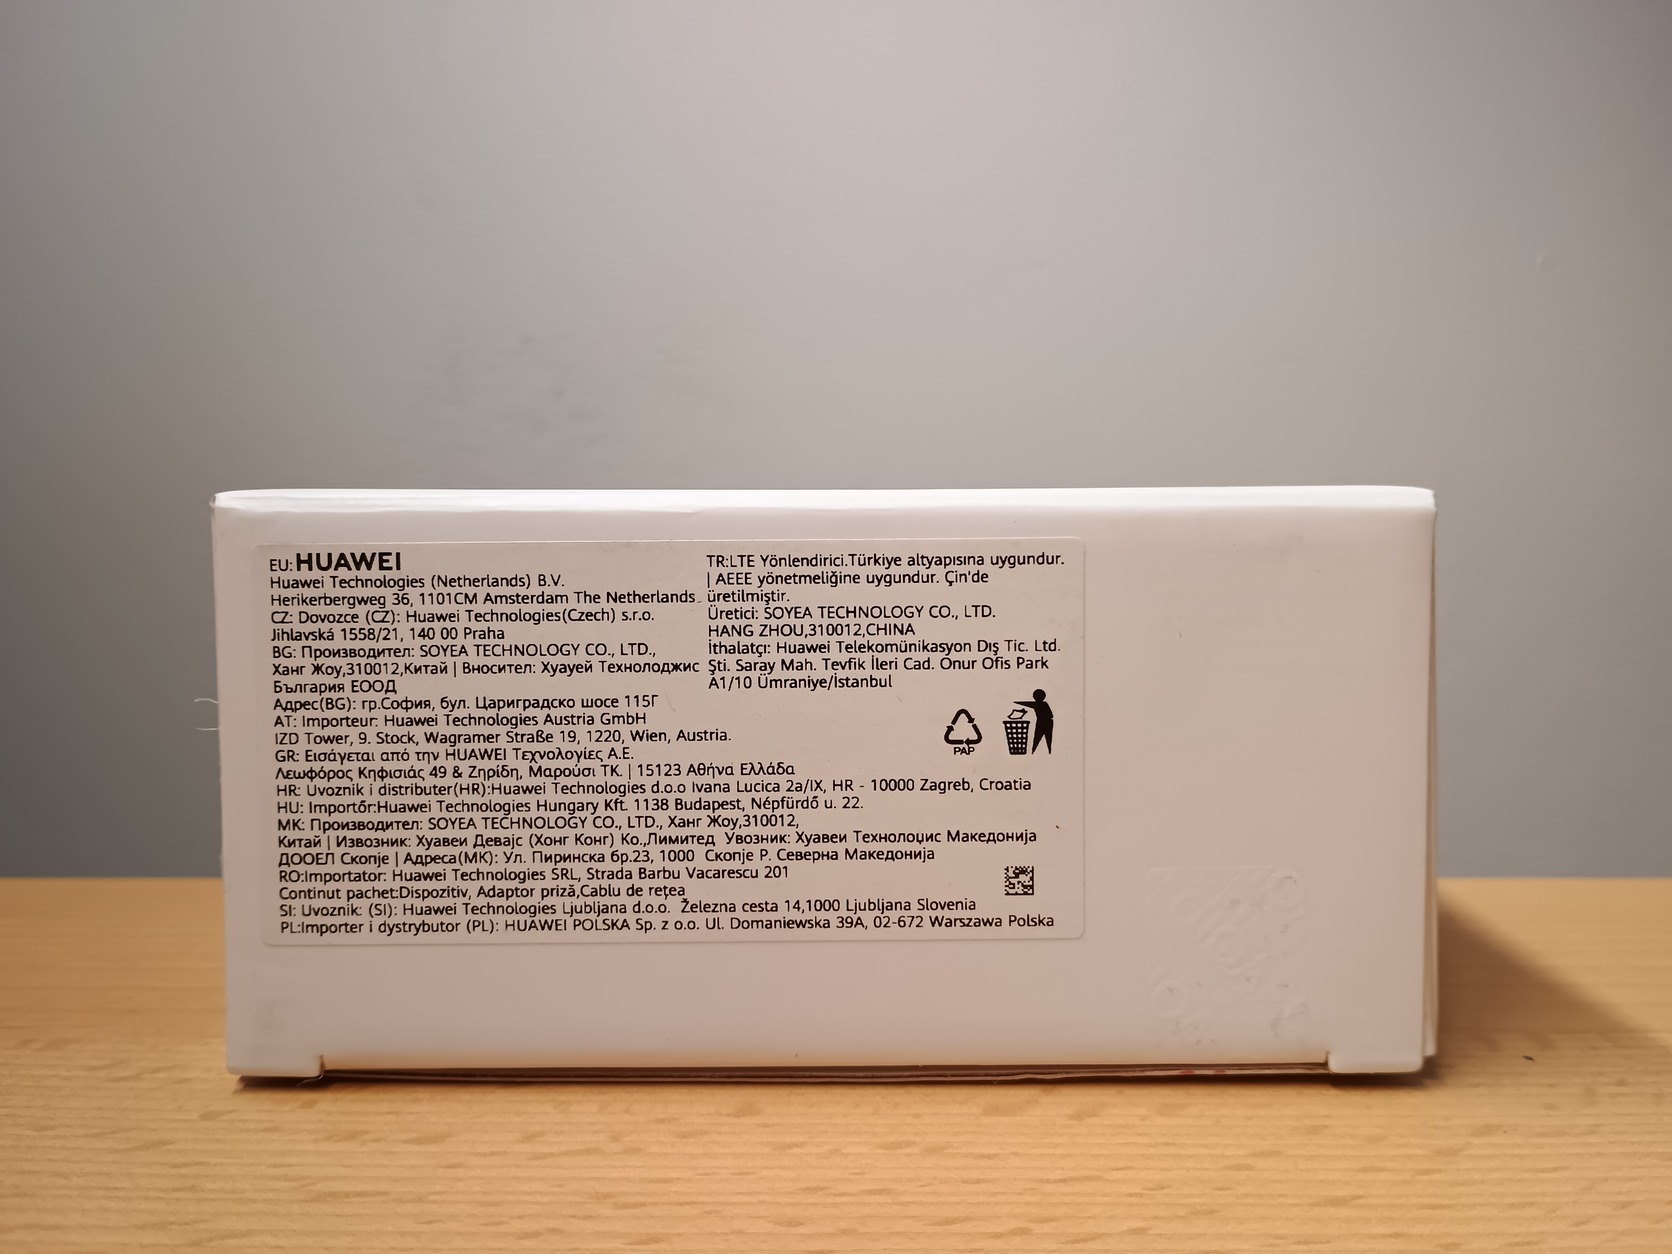 EU:HUAWEI
Huawei Technologies (Netherlands) B.V.
Herikerbergweg 36, 1101CM Amsterdam The Netherlands
CZ: Dovozce (CZ): Huawei Technologies(Czech) s.r.o.
Jihlavská 1558/21, 140 00 Praha
BG: Производител: SOYEA TECHNOLOGY CO., LTD.,
Ханг Жоу,310012,Китай | Вносител: Хуауей Технолоджис
България ЕООД
Адрес(BG): гр.София, бул. Цариградско шосе 115Г
AT: Importeur: Huawei Technologies Austria GmbH
IZD Tower, 9. Stock, Wagramer Straße 19, 1220, Wien, Austria.
GR: Εισάγεται από την HUAWEI Τεχνολογίες Α.Ε.
Λεωφόρος Κηφισιάς 49 & Ζηρίδη, Μαρούσι ΤΚ. | 15123 Αθήνα Ελλάδα
HR: Uvoznik i distributer(HR):Huawei Technologies d.o.o Ivana Lucica 2a/IX, HR - 10000 Zagreb, Croatia
HU: Importőr:Huawei Technologies Hungary Kft. 1138 Budapest, Népfürdő u. 22.
MK: Производител: SOYEA TECHNOLOGY CO., LTD., Ханг Жоу,310012,
Китај | Извозник: Хуавеи Девајс (Хонг Конг) Ко.,Лимитед Увозник: Хуавеи Технолоџис Македонија
ДООЕЛ Скопје | Адреса(МК): Ул. Пиринска бр.23, 1000 Скопје Р. Северна Македонија
RO:Importator: Huawei Technologies SRL, Strada Barbu Vacarescu 201
Continut pachet:Dispozitiv, Adaptor priză,Cablu de rețea
SI: Uvoznik: (SI): Huawei Technologies Ljubljana d.o.o. Železna cesta 14,1000 Ljubljana Slovenia
PL:Importer i dystrybutor (PL): HUAWEI POLSKA Sp. z o.o. Ul. Domaniewska 39A, 02-672 Warszawa Polska
TR:LTE Yönlendirici.Türkiye altyapısına uygundur.
| AEEE yönetmeliğine uygundur. Çin'de
üretilmiştir.
Üretici: SOYEA TECHNOLOGY CO., LTD.
HANG ZHOU,310012,CHINA
İthalatçı: Huawei Telekomünikasyon Dış Tic. Ltd.
Şti. Saray Mah. Tevfik İleri Cad. Onur Ofis Park
A1/10 Ümraniye/İstanbul
PAP